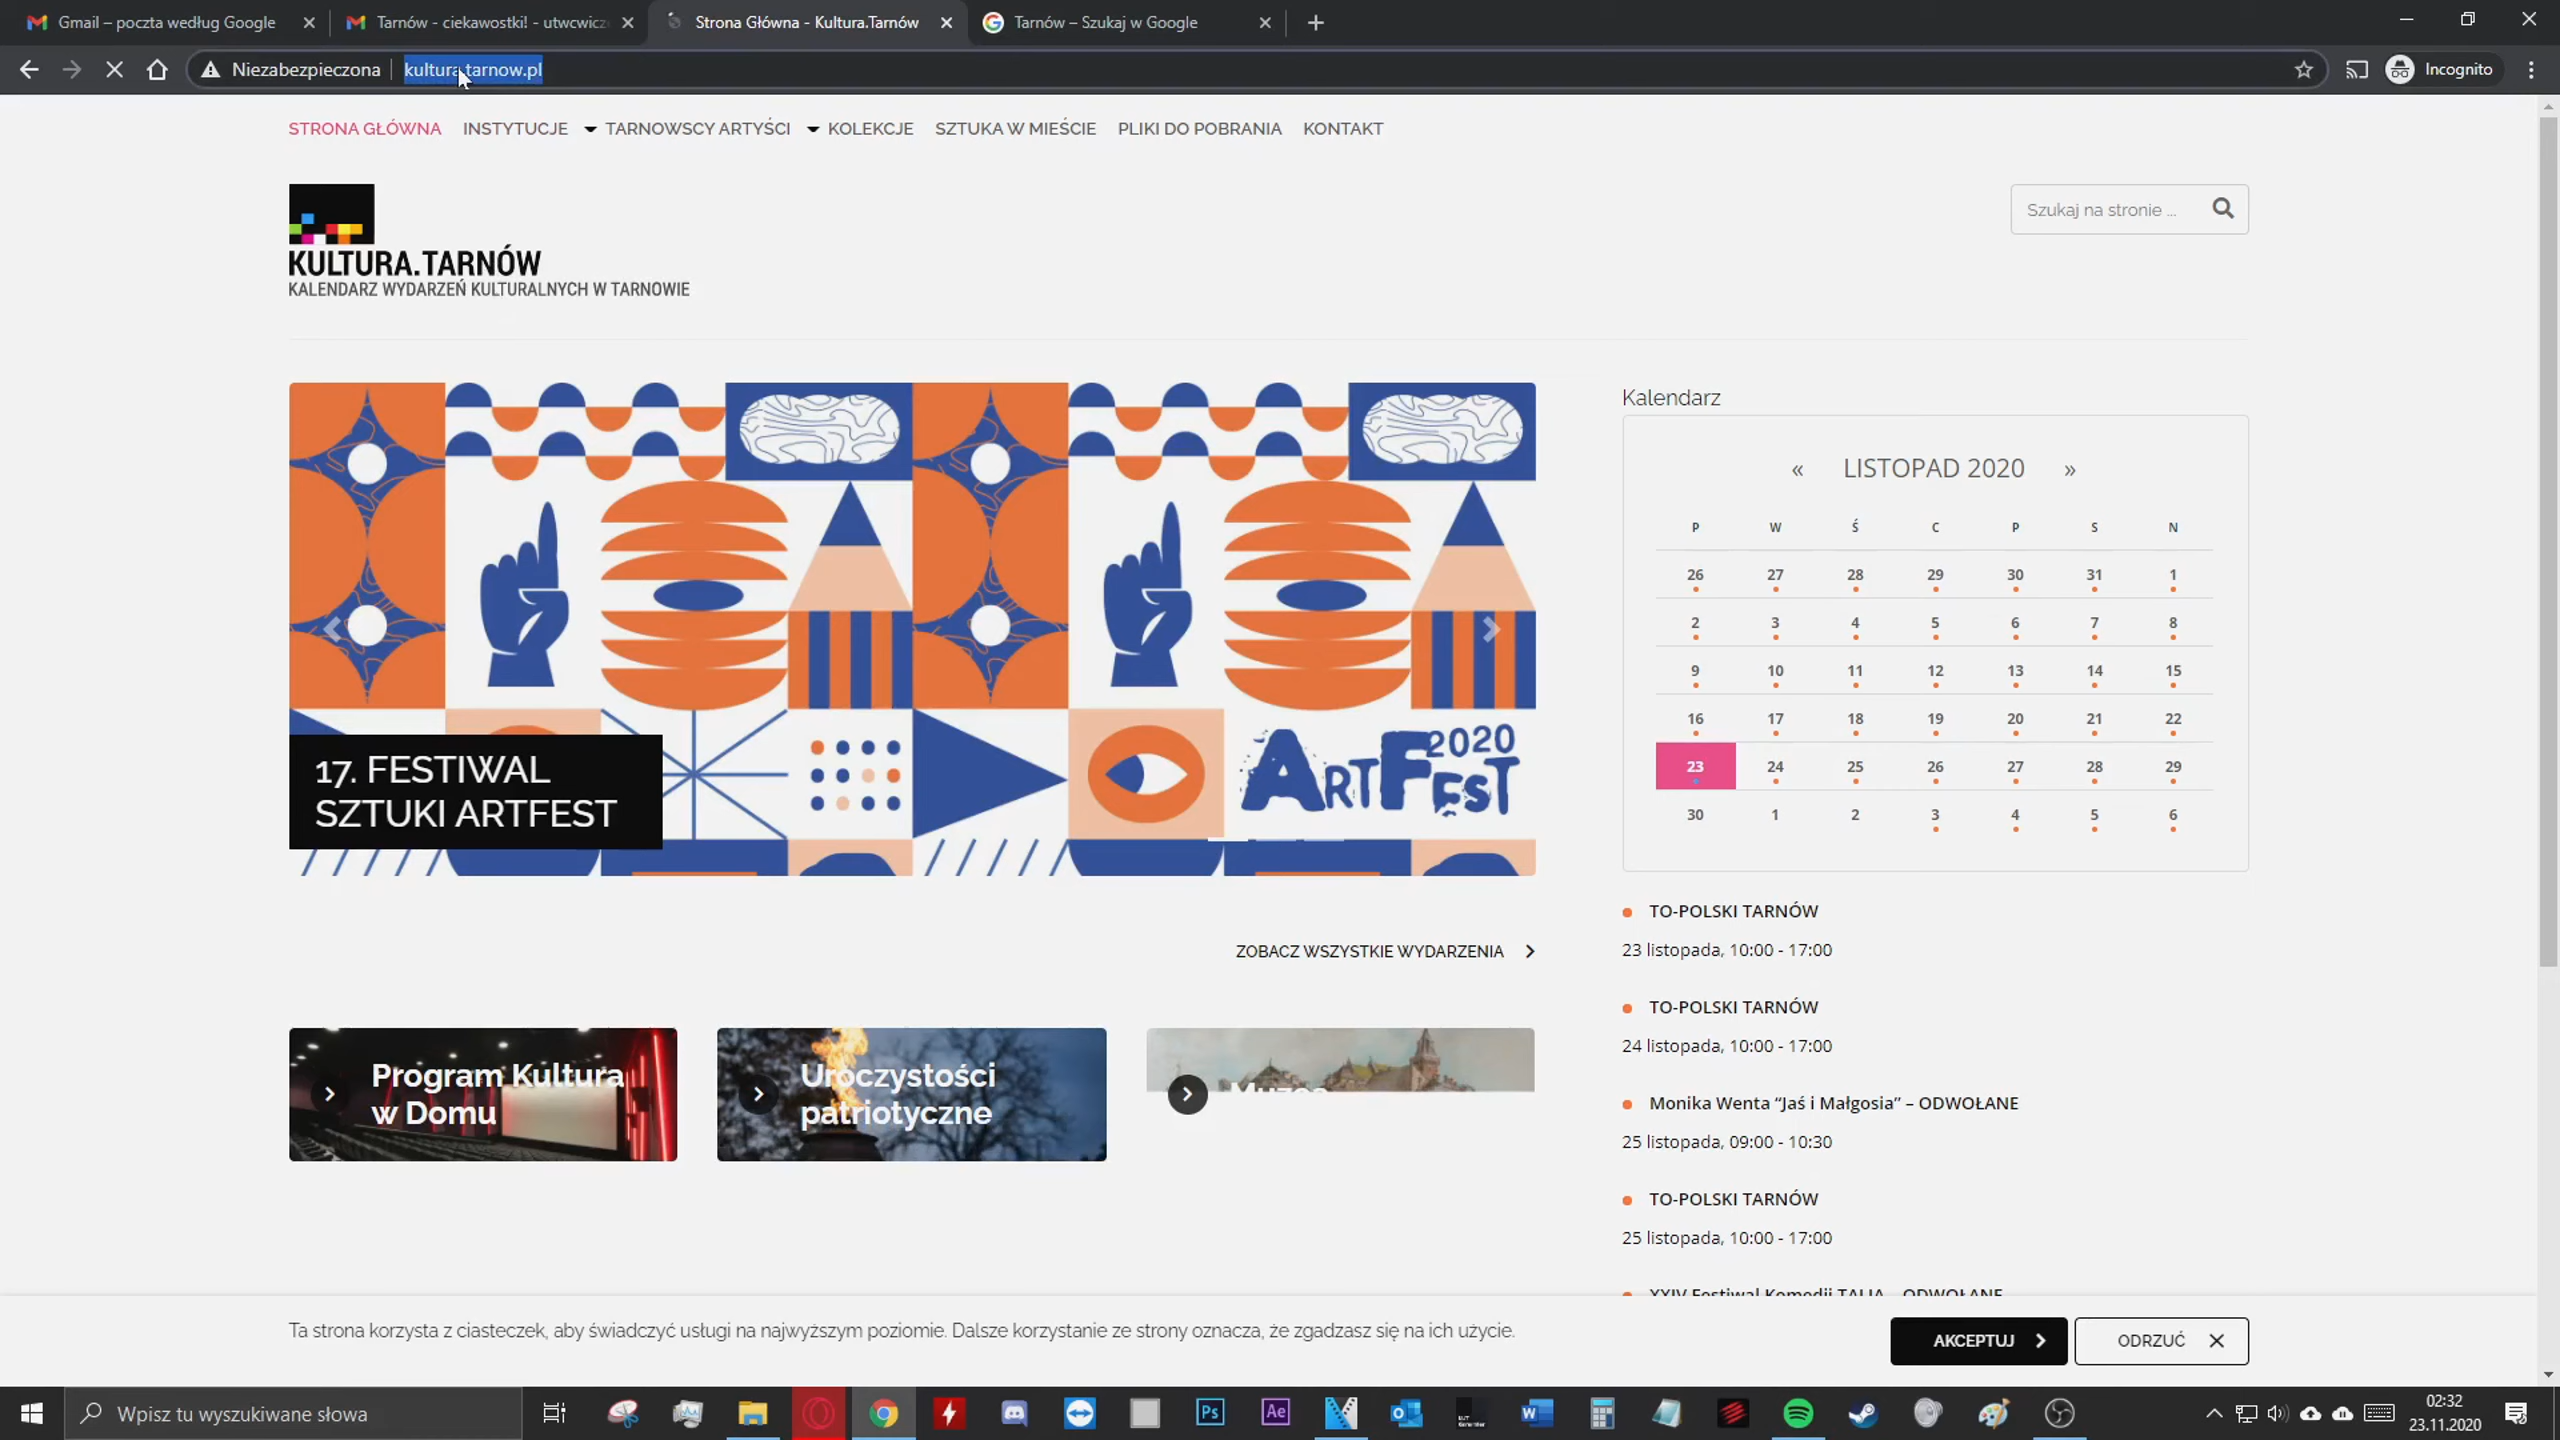 Gmail – poczta według Google
Tarnów - ciekawostki! - utwcwicz
Strona Główna - Kultura.Tarnów
Tarnów – Szukaj w Google
Niezabezpieczona
kultura.tarnow.pl
Incognito
STRONA GŁÓWNA INSTYTUCJE TARNOWSCY ARTYŚCI KOLEKCJE SZTUKA W MIEŚCIE PLIKI DO POBRANIA KONTAKT
KULTURA.TARNÓW
KALENDARZ WYDARZEŃ KULTURALNYCH W TARNOWIE
Szukaj na stronie ...
ARTFEST 2020
17. FESTIWAL
SZTUKI ARTFEST
ZOBACZ WSZYSTKIE WYDARZENIA
Program Kultura
w Domu
Uroczystości
patriotyczne
Muzea
Kalendarz
« LISTOPAD 2020 »
P W Ś C P S N
26 27 28 29 30 31 1
2 3 4 5 6 7 8
9 10 11 12 13 14 15
16 17 18 19 20 21 22
23 24 25 26 27 28 29
30 1 2 3 4 5 6
TO-POLSKI TARNÓW
23 listopada, 10:00 - 17:00
TO-POLSKI TARNÓW
24 listopada, 10:00 - 17:00
Monika Wenta “Jaś i Małgosia” – ODWOŁANE
25 listopada, 09:00 - 10:30
TO-POLSKI TARNÓW
25 listopada, 10:00 - 17:00
XXIV Festiwal Komedii TALIA – ODWOŁANE
Ta strona korzysta z ciasteczek, aby świadczyć usługi na najwyższym poziomie. Dalsze korzystanie ze strony oznacza, że zgadzasz się na ich użycie.
AKCEPTUJ
ODRZUĆ
Wpisz tu wyszukiwane słowa
Ps
Ae
02:32
23.11.2020